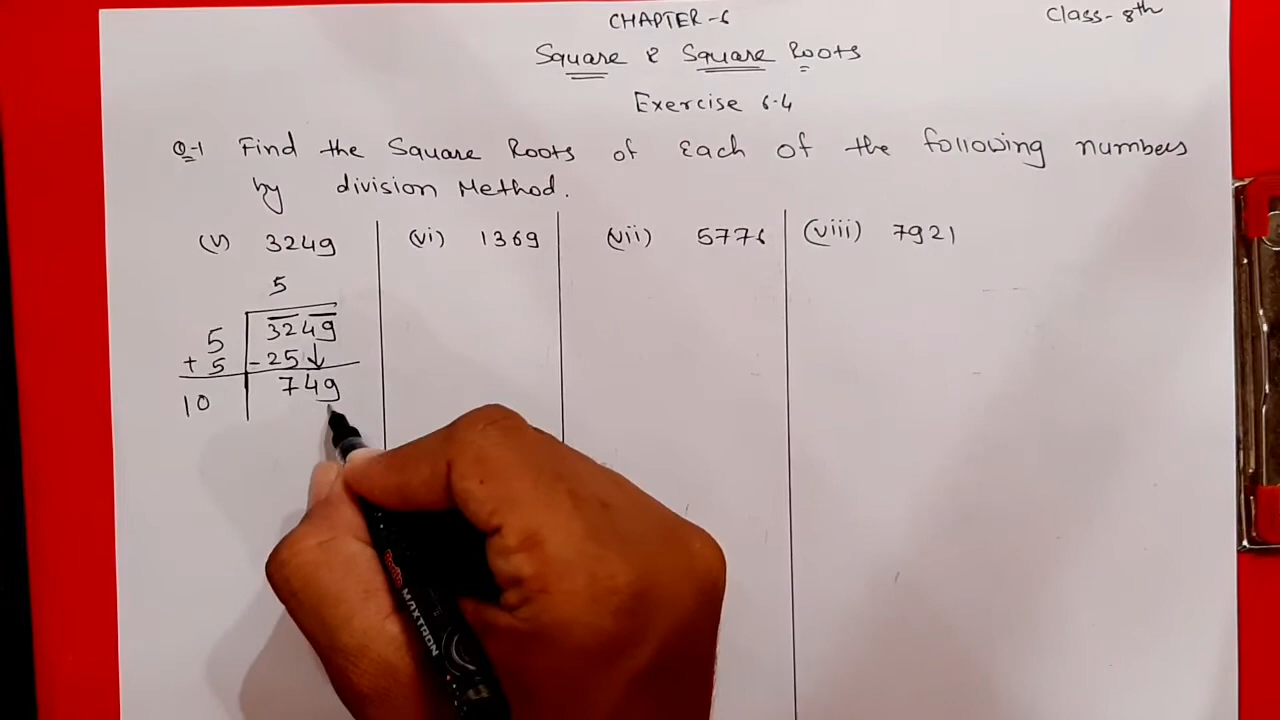 CHAPTER-6
Class- 8th
Square & Square Roots
Exercise 6.4
Q-1 Find the Square Roots of Each of the following numbers
by division Method.
(v) 3249 (vi) 1369 (vii) 5776 (viii) 7921
5
5 3249
+ 5 -25↓
10 749
MAXTRON